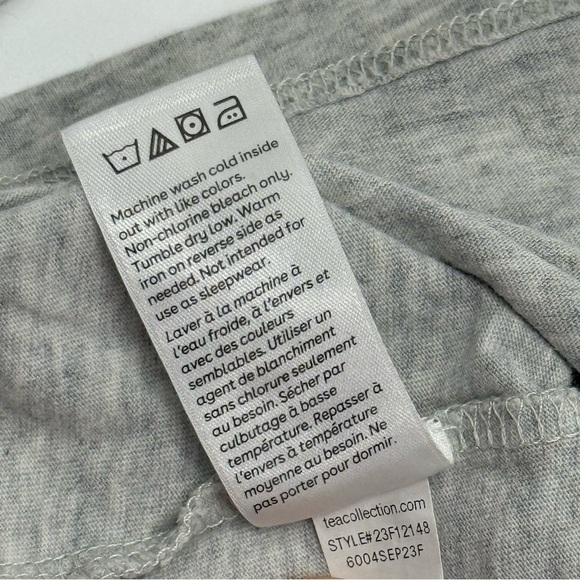 Machine wash cold inside
out with like colors.
Non-chlorine bleach only.
Tumble dry low. Warm
iron on reverse side as
needed. Not intended for
use as sleepwear.
Laver à la machine à
l'eau froide, à l'envers et
avec des couleurs
semblables. Utiliser un
agent de blanchiment
sans chlorure seulement
au besoin. Sécher par
culbutage à basse
température. Repasser à
l'envers à température
moyenne au besoin. Ne
pas porter pour dormir.
teacollection.com
STYLE#23F12148
6004SEP23F